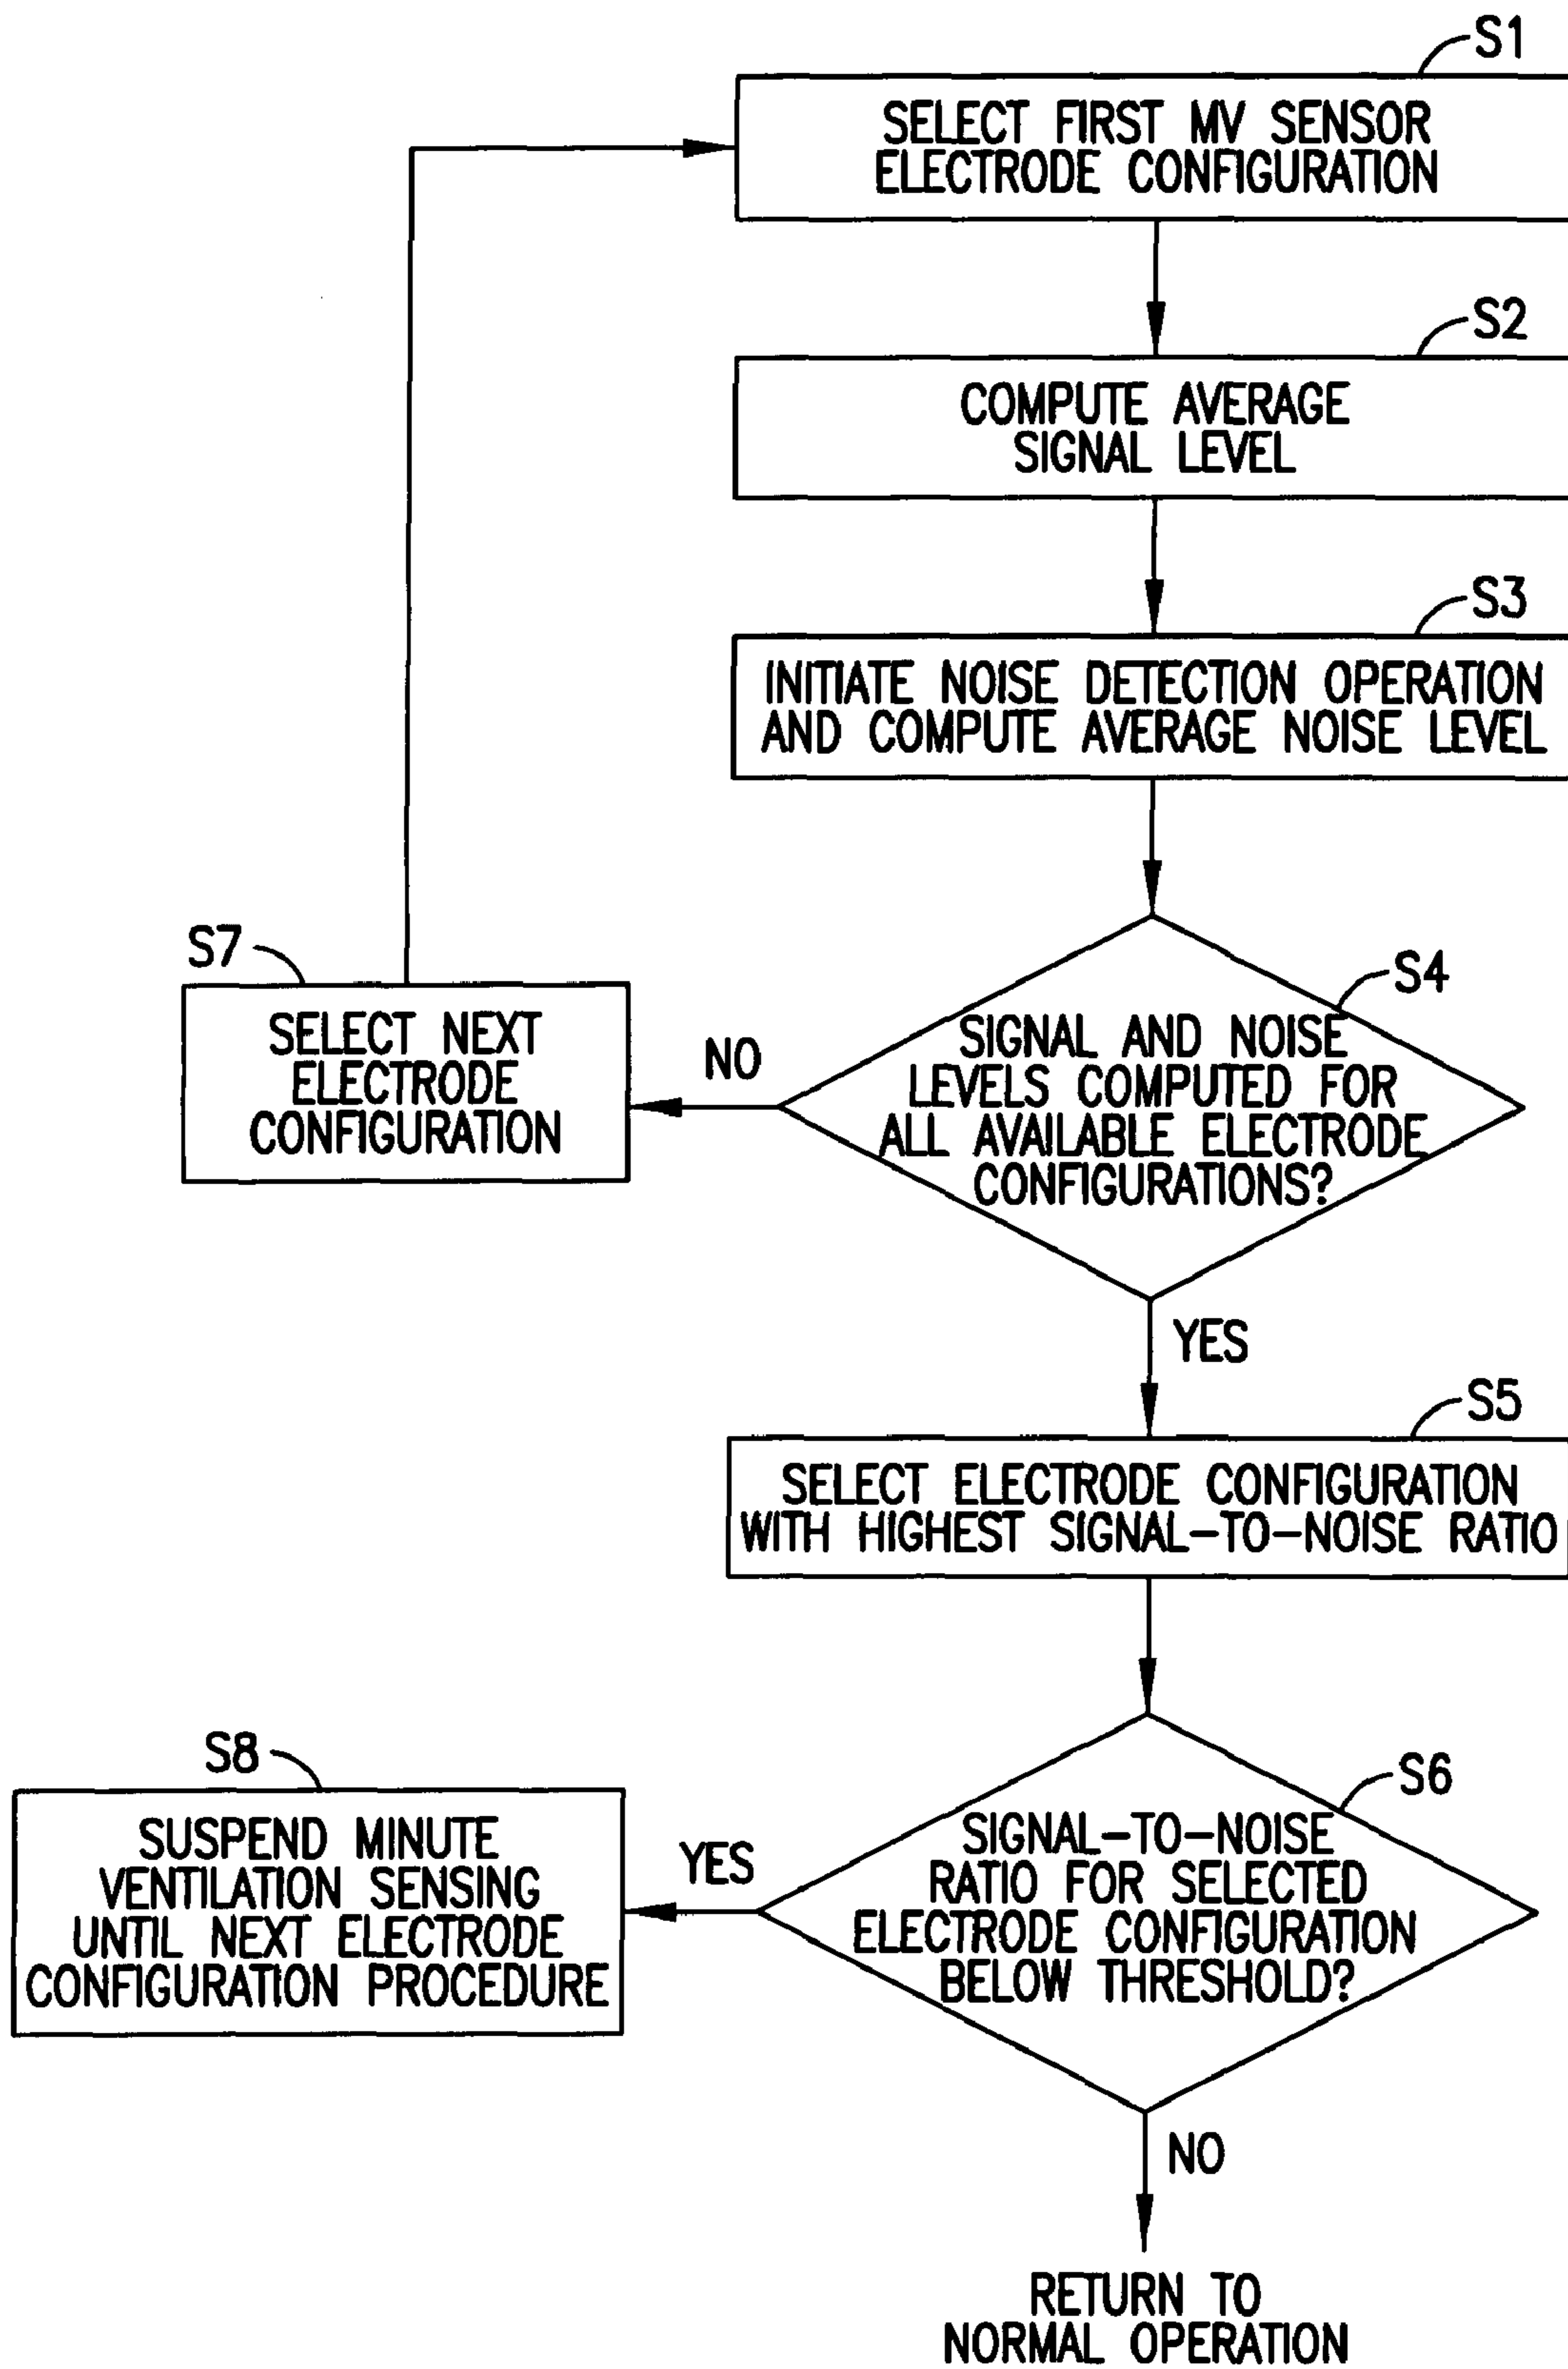 S1
SELECT FIRST MV SENSOR
ELECTRODE CONFIGURATION
S2
COMPUTE AVERAGE
SIGNAL LEVEL
S3
INITIATE NOISE DETECTION OPERATION
AND COMPUTE AVERAGE NOISE LEVEL
S4
SIGNAL AND NOISE
LEVELS COMPUTED FOR
ALL AVAILABLE ELECTRODE
CONFIGURATIONS?
NO
S7
SELECT NEXT
ELECTRODE
CONFIGURATION
YES
S5
SELECT ELECTRODE CONFIGURATION
WITH HIGHEST SIGNAL-TO-NOISE RATIO
S6
SIGNAL-TO-NOISE
RATIO FOR SELECTED
ELECTRODE CONFIGURATION
BELOW THRESHOLD?
YES
S8
SUSPEND MINUTE
VENTILATION SENSING
UNTIL NEXT ELECTRODE
CONFIGURATION PROCEDURE
NO
RETURN TO
NORMAL OPERATION